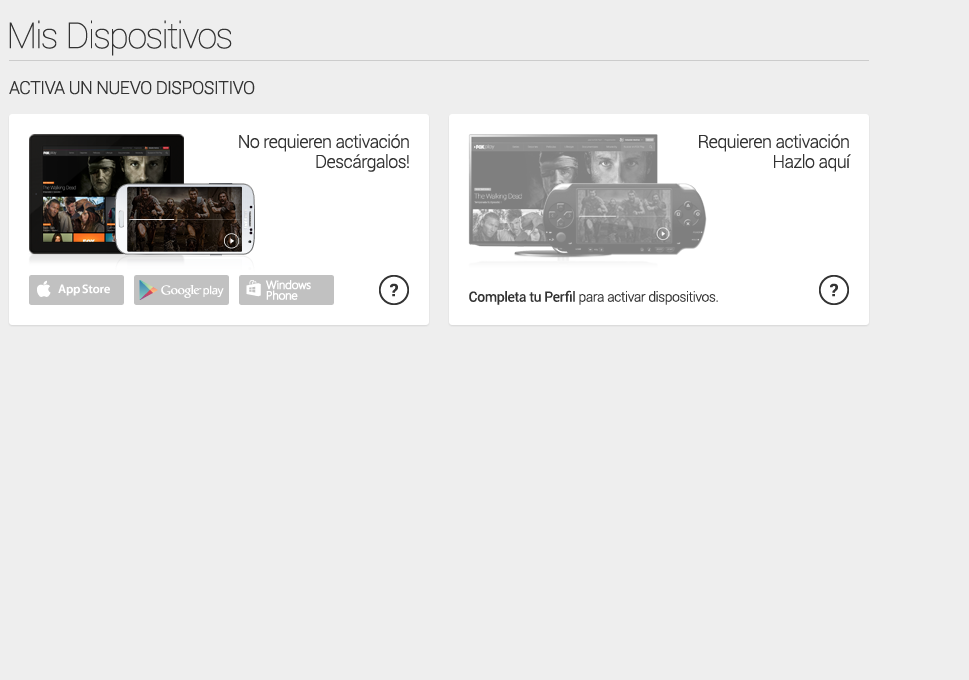 Mis Dispositivos
ACTIVA UN NUEVO DISPOSITIVO
No requieren activación
Descárgalos!
The Walking Dead
App Store
Google play
Windows
Phone
?
Requieren activación
Hazlo aquí
The Walking Dead
Completa tu Perfil para activar dispositivos.
?